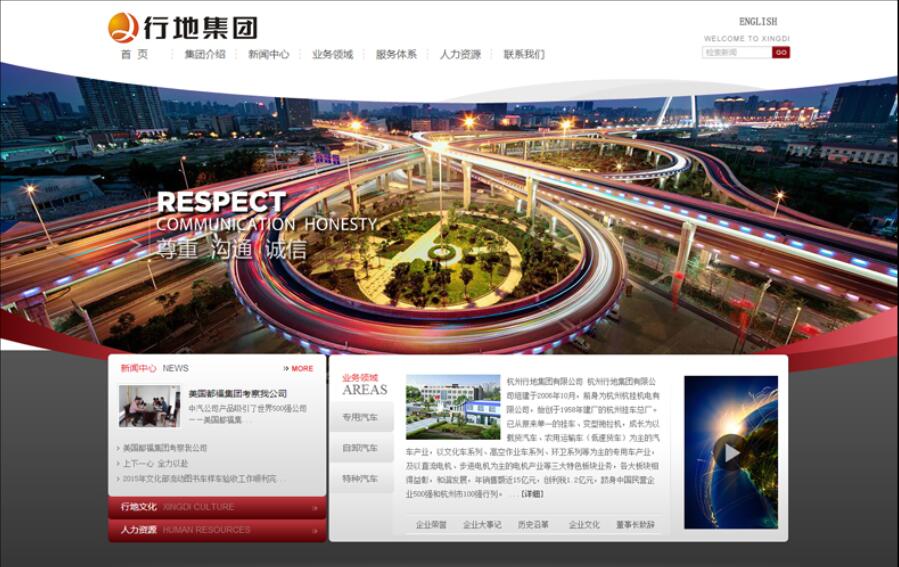 行地集团
首 页
集团介绍
新闻中心
业务领域
服务体系
人力资源
联系我们
ENGLISH
WELCOME TO XINGDI
检索新闻
GO
RESPECT
COMMUNICATION HONESTY
尊重 沟通 诚信
新闻中心 NEWS
» MORE
美国都福集团考察我公司
中汽公司产品吸引了世界500强公司
——美国都福集...
美国都福集团考察我公司
上下一心 全力以赴
2015年文化部流动图书车样车验收工作顺利完...
行地文化 XINGDI CULTURE »
人力资源 HUMAN RESOURCES »
业务领域
AREAS
专用汽车
自卸汽车
特种汽车
杭州行地集团有限公司 杭州行地集团有限公
司组建于2006年10月，前身为杭州杭挂机电有
限公司，始创于1958年建厂的杭州挂车总厂。
已从原来单一的挂车、变型拖拉机，成长为以
载货汽车、农用运输车（低速货车）为主的汽
车产业，以文化车系列、高空作业车系列、环卫系列等为主的专用车产业，
及以直流电机、步进电机为主的电机产业等三大特色板块业务，各大板块相
得益彰，和谐发展，年销售额近15亿元，创利税1.2亿元，跻身中国民营企
业500强和杭州市100强行列。 ...[详细]
企业荣誉
企业大事记
历史沿革
企业文化
董事长致辞